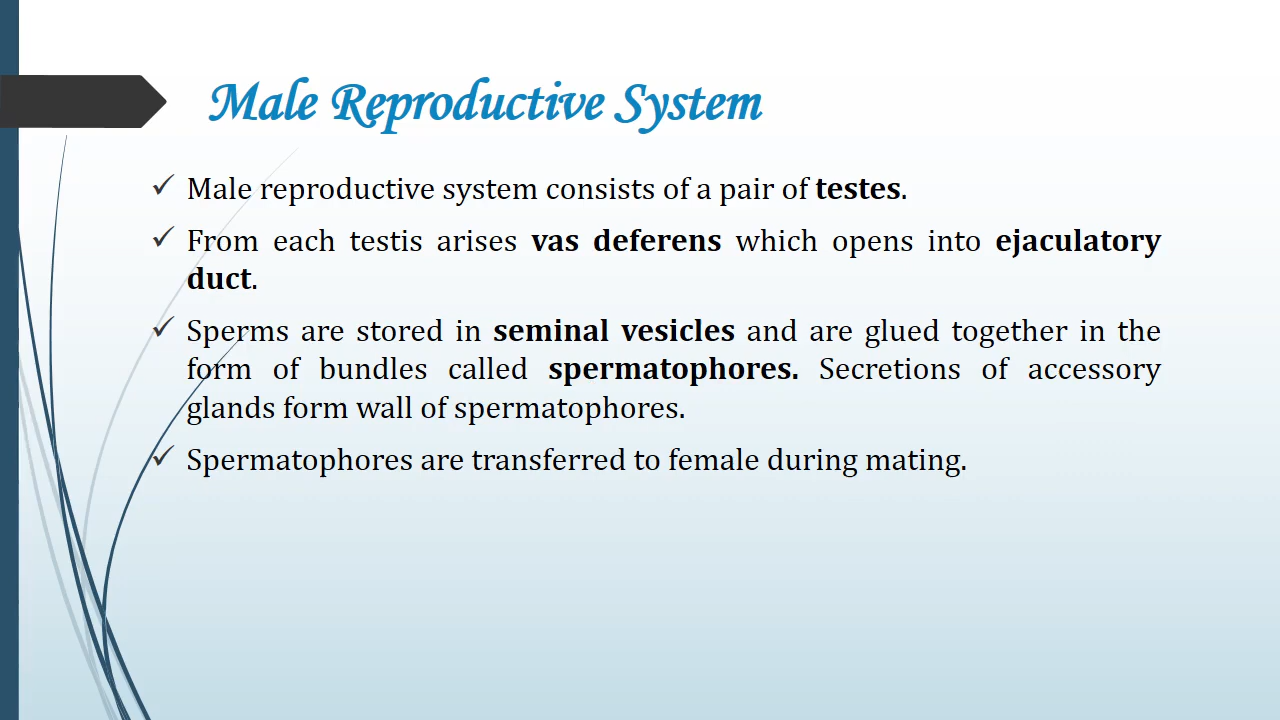 Male Reproductive System
✓ Male reproductive system consists of a pair of testes.
✓ From each testis arises vas deferens which opens into ejaculatory
duct.
✓ Sperms are stored in seminal vesicles and are glued together in the
form of bundles called spermatophores. Secretions of accessory
glands form wall of spermatophores.
✓ Spermatophores are transferred to female during mating.